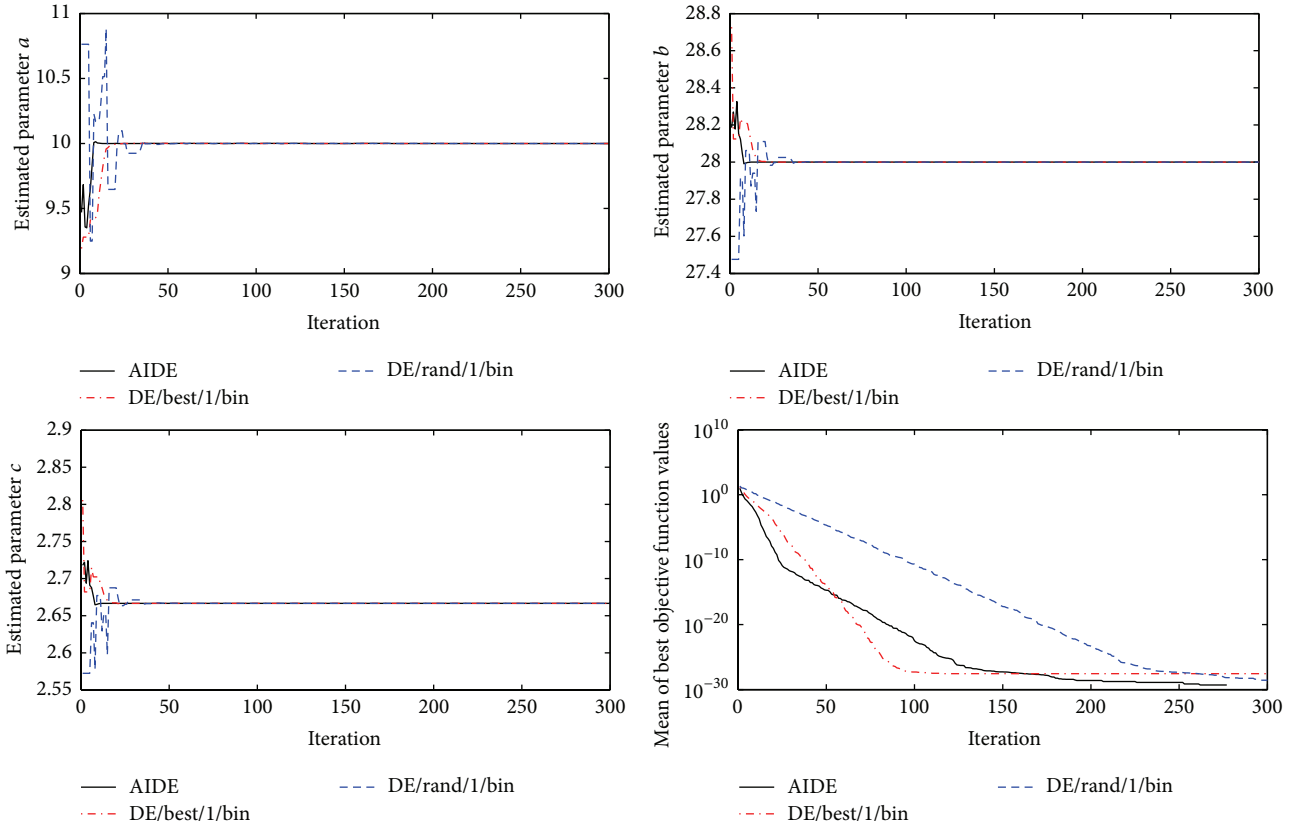 Estimated parameter a
11
10.5
10
9.5
9
0 50 100 150 200 250 300
Iteration
AIDE
DE/best/1/bin
DE/rand/1/bin
Estimated parameter b
28.8
28.6
28.4
28.2
28
27.8
27.6
27.4
0 50 100 150 200 250 300
Iteration
AIDE
DE/best/1/bin
DE/rand/1/bin
Estimated parameter c
2.9
2.85
2.8
2.75
2.7
2.65
2.6
2.55
0 50 100 150 200 250 300
Iteration
AIDE
DE/best/1/bin
DE/rand/1/bin
Mean of best objective function values
10^10
10^0
10^−10
10^−20
10^−30
0 50 100 150 200 250 300
Iteration
AIDE
DE/best/1/bin
DE/rand/1/bin